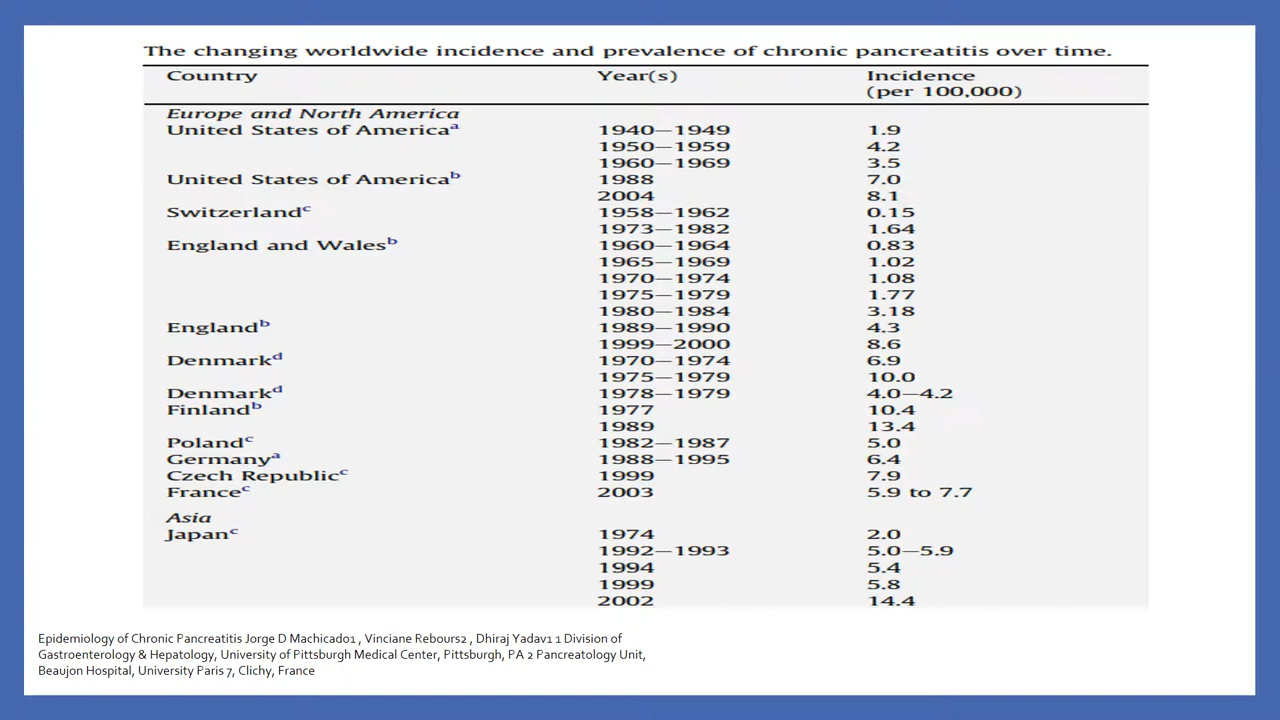 The changing worldwide incidence and prevalence of chronic pancreatitis over time.
Country Year(s) Incidence
(per 100,000)
Europe and North America
United States of Americaᵃ 1940—1949 1.9
1950—1959 4.2
1960—1969 3.5
United States of Americaᵇ 1988 7.0
2004 8.1
Switzerlandᶜ 1958—1962 0.15
1973—1982 1.64
England and Walesᵇ 1960—1964 0.83
1965—1969 1.02
1970—1974 1.08
1975—1979 1.77
1980—1984 3.18
Englandᵇ 1989—1990 4.3
1999—2000 8.6
Denmarkᵈ 1970—1974 6.9
1975—1979 10.0
Denmarkᵈ 1978—1979 4.0—4.2
Finlandᵇ 1977 10.4
1989 13.4
Polandᶜ 1982—1987 5.0
Germanyᵃ 1988—1995 6.4
Czech Republicᶜ 1999 7.9
Franceᶜ 2003 5.9 to 7.7
Asia
Japanᶜ 1974 2.0
1992—1993 5.0—5.9
1994 5.4
1999 5.8
2002 14.4
Epidemiology of Chronic Pancreatitis Jorge D Machicado1 , Vinciane Rebours2 , Dhiraj Yadav1 1 Division of
Gastroenterology & Hepatology, University of Pittsburgh Medical Center, Pittsburgh, PA 2 Pancreatology Unit,
Beaujon Hospital, University Paris 7, Clichy, France